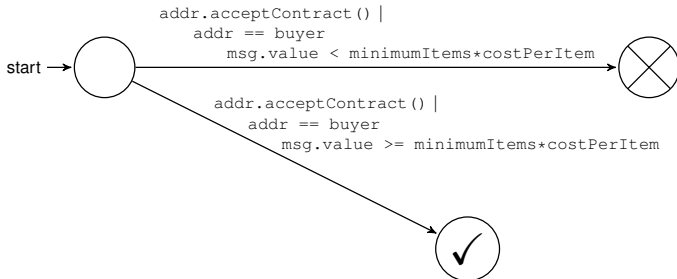 addr.acceptContract() |
addr == buyer
msg.value < minimumItems*costPerItem
start
addr.acceptContract() |
addr == buyer
msg.value >= minimumItems*costPerItem